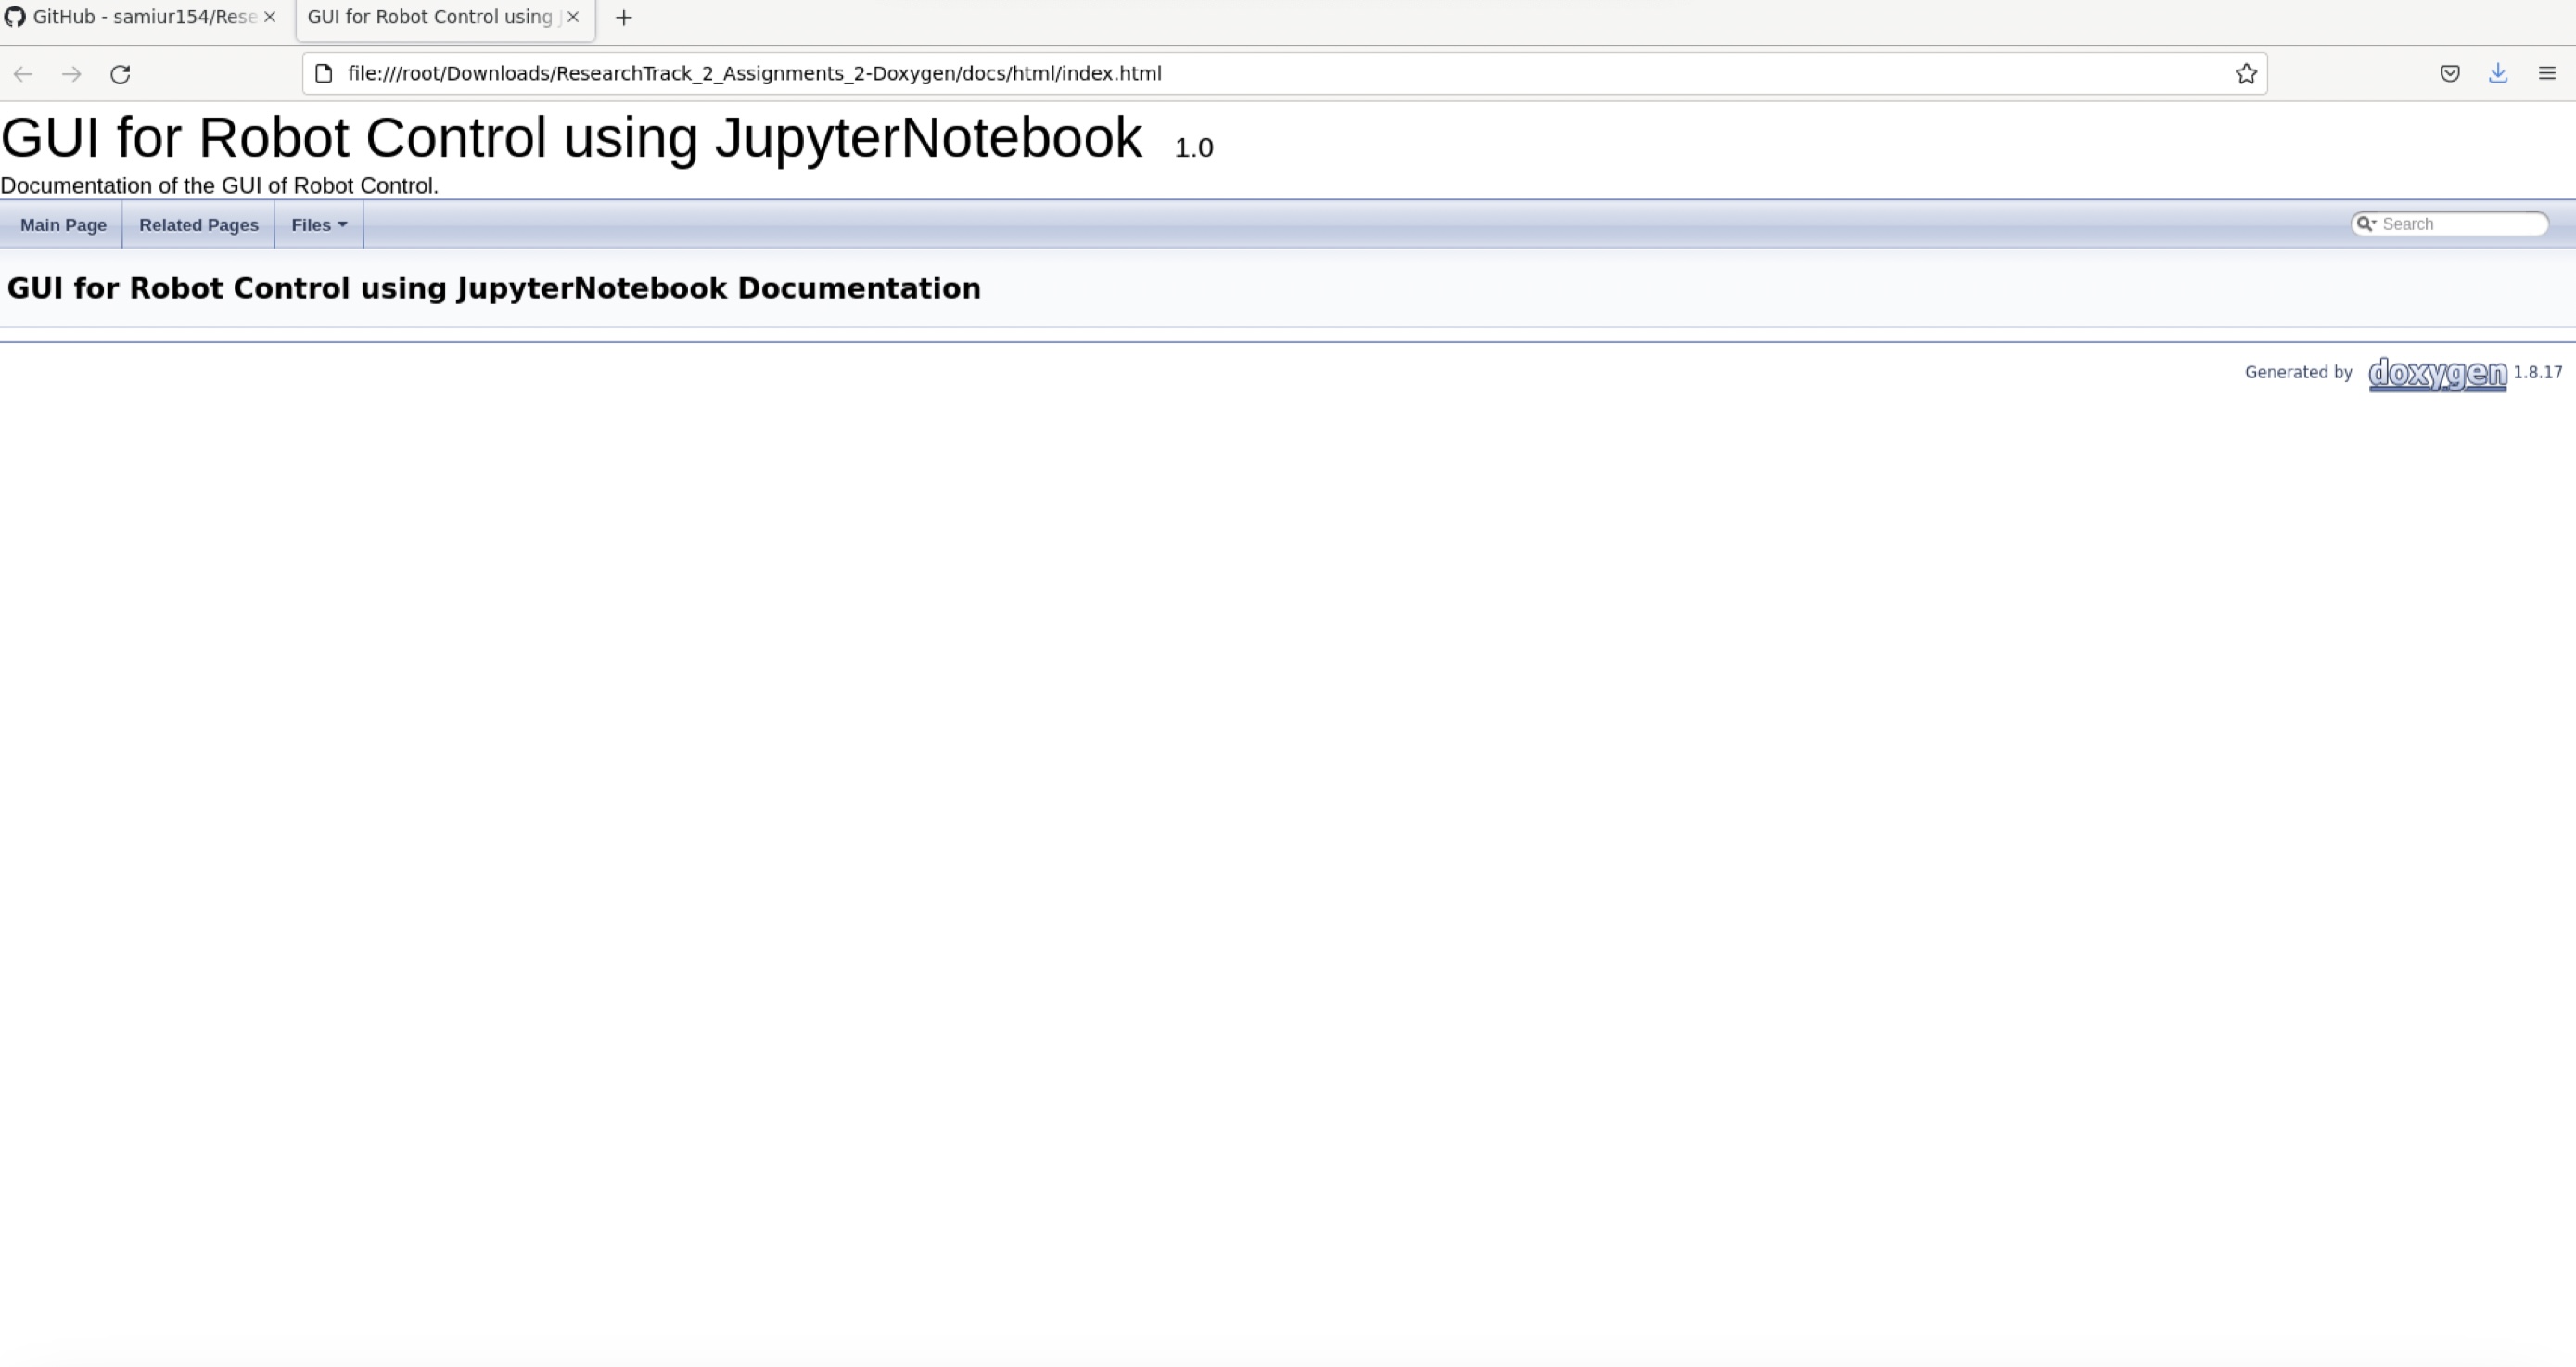 GitHub - samiur154/Rese
GUI for Robot Control using J
file:///root/Downloads/ResearchTrack_2_Assignments_2-Doxygen/docs/html/index.html
GUI for Robot Control using JupyterNotebook 1.0
Documentation of the GUI of Robot Control.
Main Page Related Pages Files Search
GUI for Robot Control using JupyterNotebook Documentation
Generated by doxygen 1.8.17